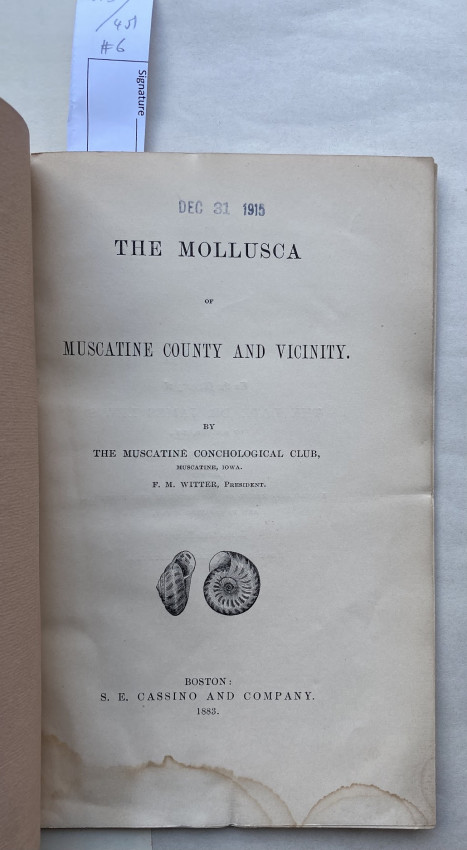 451
#6
Signature
DEC 31 1915
THE MOLLUSCA
OF
MUSCATINE COUNTY AND VICINITY.
BY
THE MUSCATINE CONCHOLOGICAL CLUB,
MUSCATINE, IOWA.
F. M. WITTER, PRESIDENT.
BOSTON:
S. E. CASSINO AND COMPANY.
1883.